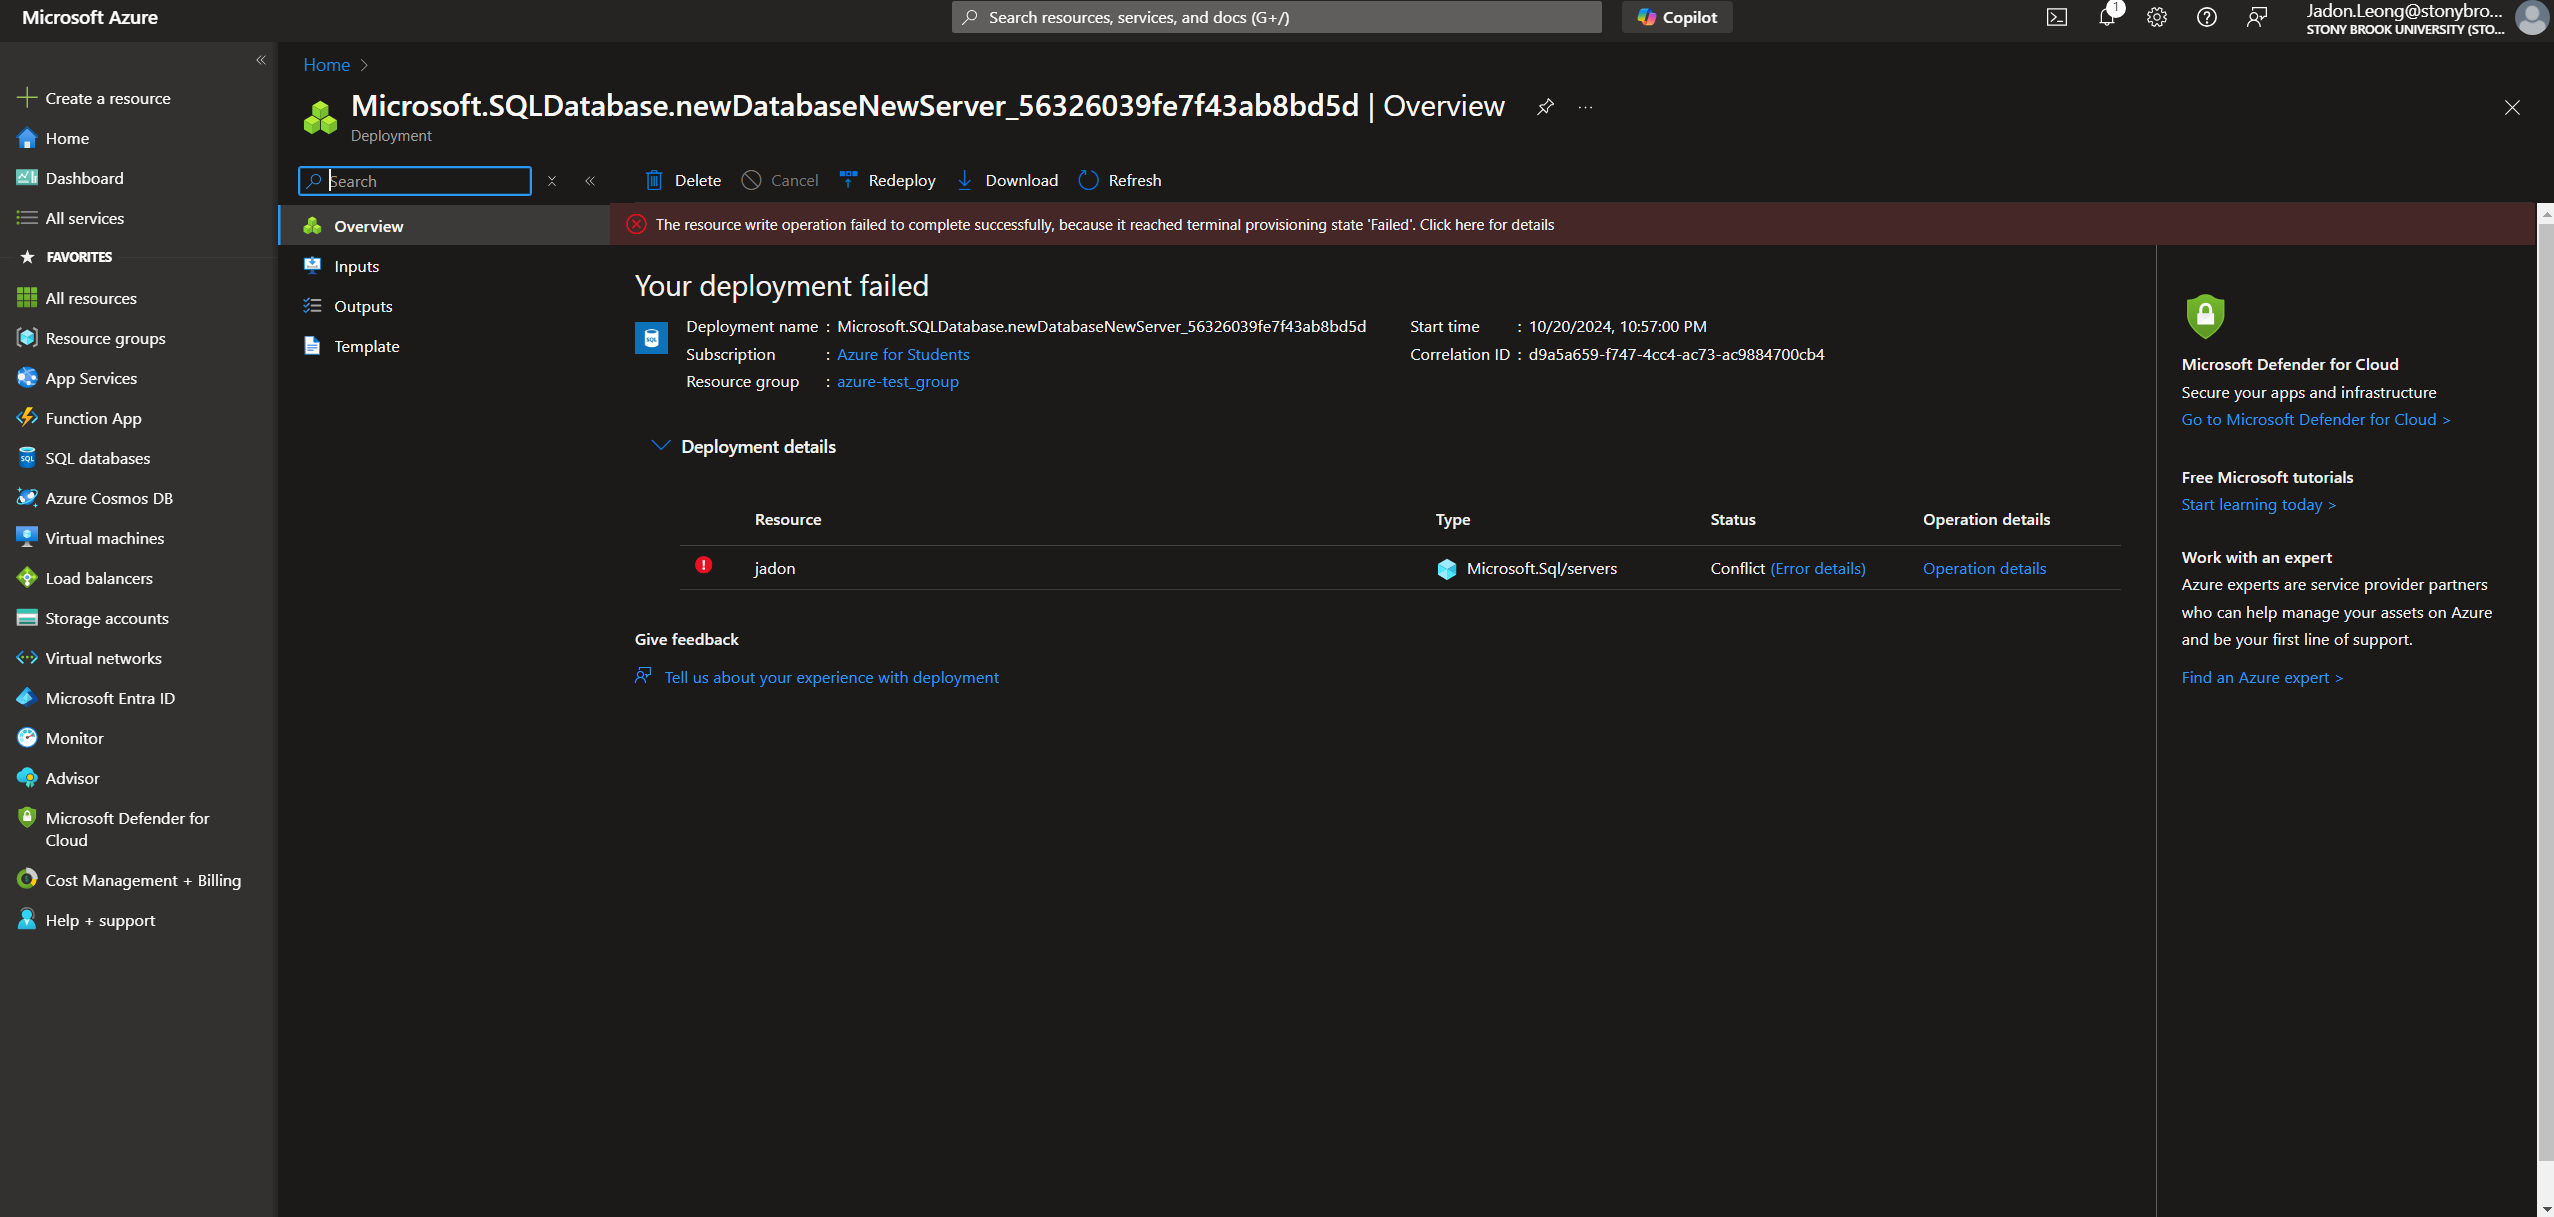 Microsoft Azure
Search resources, services, and docs (G+/)
Copilot
1
Jadon.Leong@stonybro...
STONY BROOK UNIVERSITY (STO...
Create a resource
Home
Dashboard
All services
FAVORITES
All resources
Resource groups
App Services
Function App
SQL databases
Azure Cosmos DB
Virtual machines
Load balancers
Storage accounts
Virtual networks
Microsoft Entra ID
Monitor
Advisor
Microsoft Defender for
Cloud
Cost Management + Billing
Help + support
Home >
Microsoft.SQLDatabase.newDatabaseNewServer_56326039fe7f43ab8bd5d | Overview
Deployment
Search
Overview
Inputs
Outputs
Template
Delete
Cancel
Redeploy
Download
Refresh
The resource write operation failed to complete successfully, because it reached terminal provisioning state 'Failed'. Click here for details
Your deployment failed
SQL
Deployment name : Microsoft.SQLDatabase.newDatabaseNewServer_56326039fe7f43ab8bd5d
Subscription : Azure for Students
Resource group : azure-test_group
Start time : 10/20/2024, 10:57:00 PM
Correlation ID : d9a5a659-f747-4cc4-ac73-ac9884700cb4
Deployment details
Resource Type Status Operation details
jadon Microsoft.Sql/servers Conflict (Error details) Operation details
Give feedback
Tell us about your experience with deployment
Microsoft Defender for Cloud
Secure your apps and infrastructure
Go to Microsoft Defender for Cloud >
Free Microsoft tutorials
Start learning today >
Work with an expert
Azure experts are service provider partners
who can help manage your assets on Azure
and be your first line of support.
Find an Azure expert >